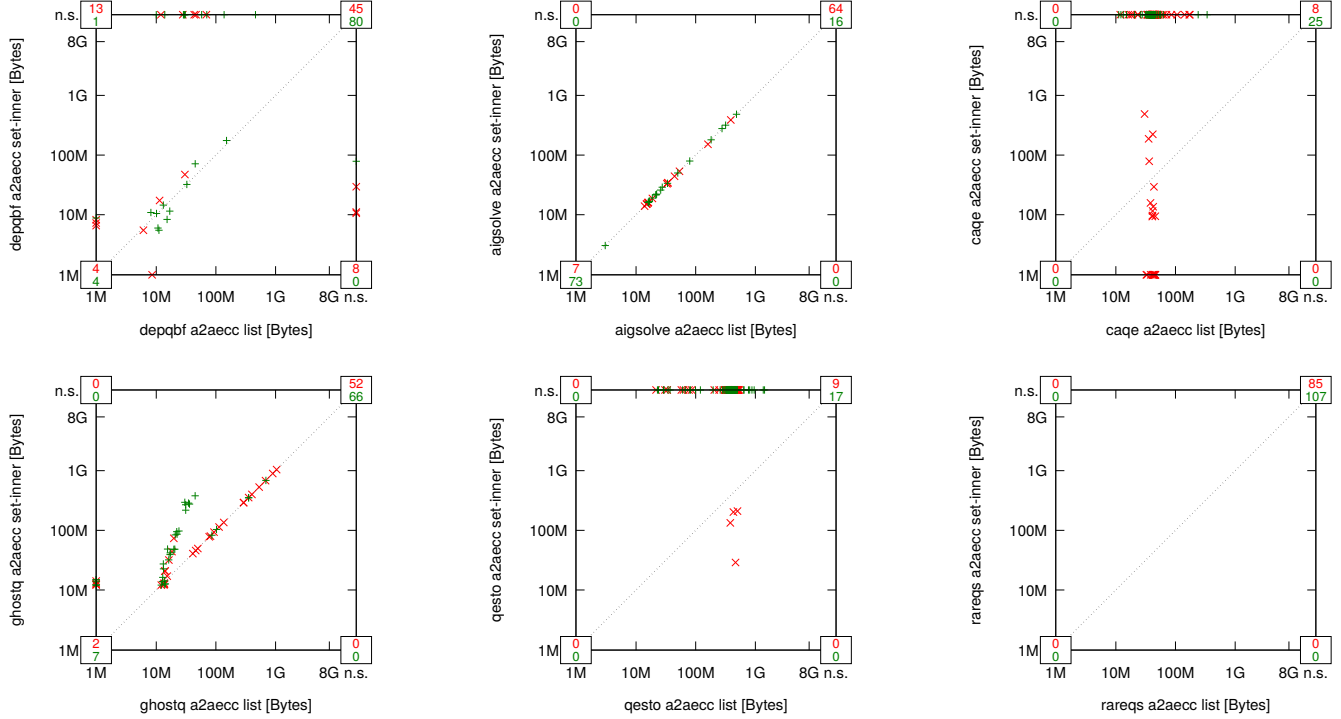 13 45
n.s.
1 80
8G
1G
100M
10M
1M
4 8
4 0
1M 10M 100M 1G 8G n.s.
depqbf a2aecc set-inner [Bytes]
depqbf a2aecc list [Bytes]
0 64
n.s.
0 16
8G
1G
100M
10M
1M
7 0
73 0
1M 10M 100M 1G 8G n.s.
aigsolve a2aecc set-inner [Bytes]
aigsolve a2aecc list [Bytes]
0 8
n.s.
0 25
8G
1G
100M
10M
1M
0 0
0 0
1M 10M 100M 1G 8G n.s.
caqe a2aecc set-inner [Bytes]
caqe a2aecc list [Bytes]
0 52
n.s.
0 66
8G
1G
100M
10M
1M
2 0
7 0
1M 10M 100M 1G 8G n.s.
ghostq a2aecc set-inner [Bytes]
ghostq a2aecc list [Bytes]
0 9
n.s.
0 17
8G
1G
100M
10M
1M
0 0
0 0
1M 10M 100M 1G 8G n.s.
qesto a2aecc set-inner [Bytes]
qesto a2aecc list [Bytes]
0 85
n.s.
0 107
8G
1G
100M
10M
1M
0 0
0 0
1M 10M 100M 1G 8G n.s.
rareqs a2aecc set-inner [Bytes]
rareqs a2aecc list [Bytes]